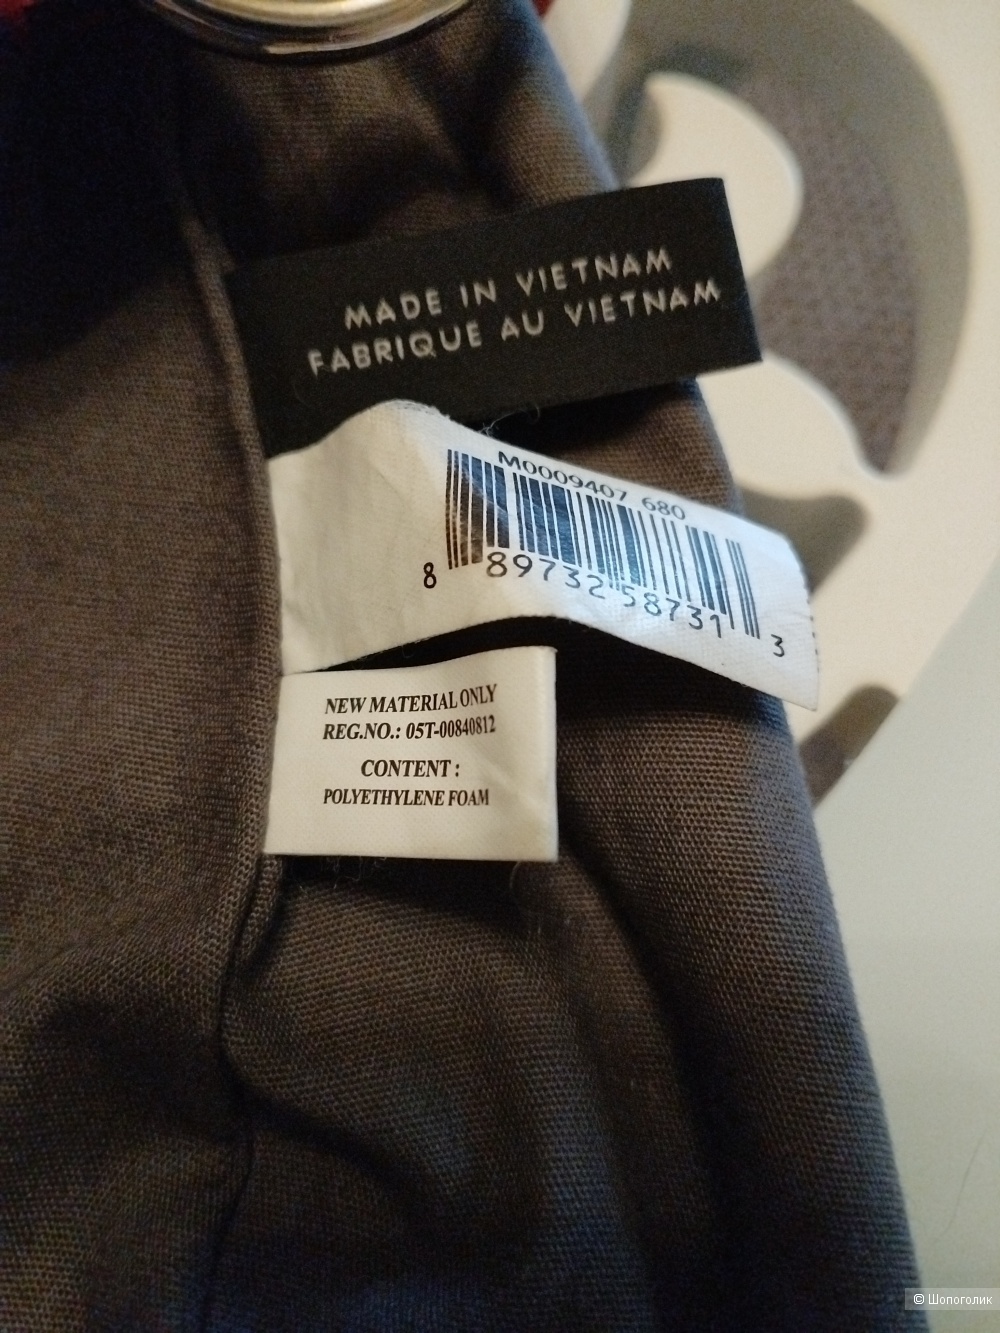 MADE IN VIETNAM
FABRIQUE AU VIETNAM
M0009407 680
8 89732 58731 3
NEW MATERIAL ONLY
REG.NO.: 05T-00840812
CONTENT :
POLYETHYLENE FOAM
© Шопоголик